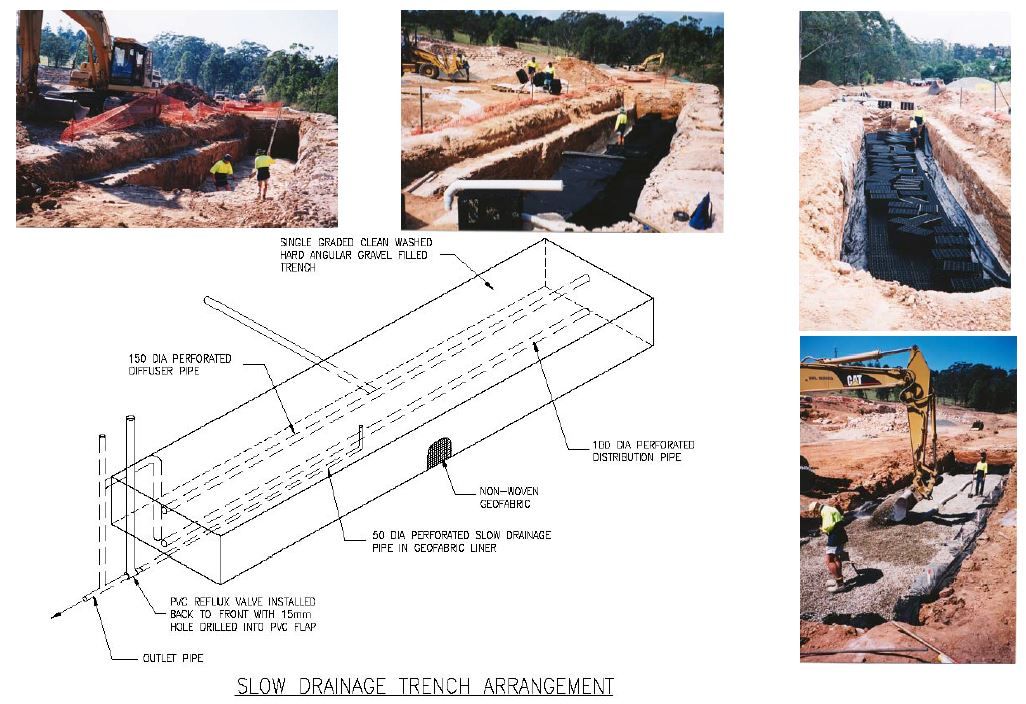 SINGLE GRADED CLEAN WASHED
HARD ANGULAR GRAVEL FILLED
TRENCH
150 DIA PERFORATED
DIFFUSER PIPE
100 DIA PERFORATED
DISTRIBUTION PIPE
NON-WOVEN
GEOFABRIC
50 DIA PERFORATED SLOW DRAINAGE
PIPE IN GEOFABRIC LINER
PVC REFLUX VALVE INSTALLED
BACK TO FRONT WITH 15mm
HOLE DRILLED INTO PVC FLAP
OUTLET PIPE
SLOW DRAINAGE TRENCH ARRANGEMENT
CAT